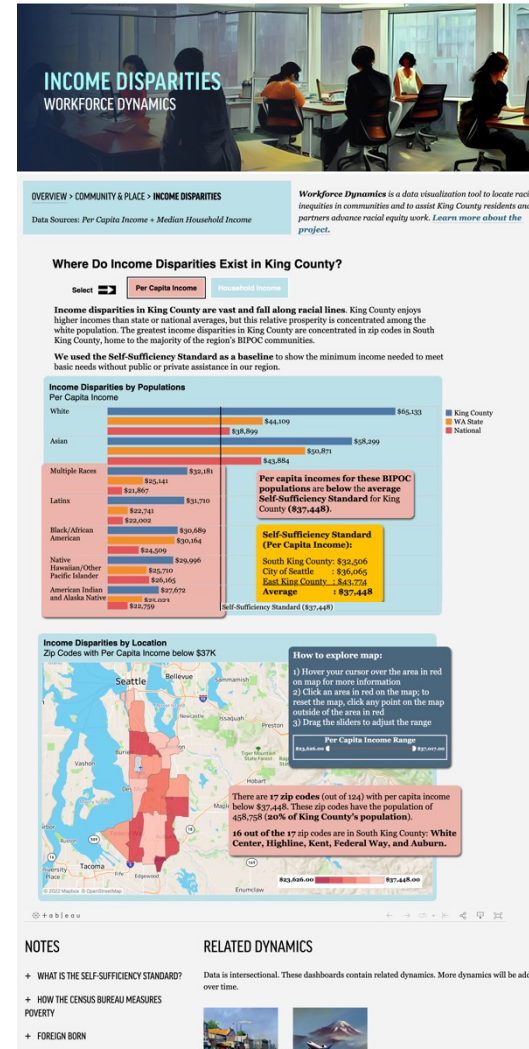 INCOME DISPARITIES
WORKFORCE DYNAMICS
OVERVIEW > COMMUNITY & PLACE > INCOME DISPARITIES
Data Sources: Per Capita Income + Median Household Income
Workforce Dynamics is a data visualization tool to locate
inequities in communities and to assist King County residents
partners advance racial equity work. Learn more about the
project.
Where Do Income Disparities Exist in King County?
Select
Per Capita Income
Household Income
Income disparities in King County are vast and fall along racial lines. King County enjoys
higher incomes than state or national averages, but this relative prosperity is concentrated among the
white population. The greatest income disparities in King County are concentrated in zip codes in South
King County, home to the majority of the region's BIPOC communities.
We used the Self-Sufficiency Standard as a baseline to show the minimum income needed to meet
basic needs without public or private assistance in our region.
Income Disparities by Populations
Per Capita Income
White
$65,133
$44,109
$38,899
King County
WA State
National
Asian
$58,299
$50,871
$43,884
Multiple Races
$32,181
$25,141
$21,867
Latinx
$31,710
$22,741
$22,002
Black/African
American
$30,689
$30,164
$24,509
Native
Hawaiian/Other
Pacific Islander
$29,996
$25,710
$26,165
American Indian
and Alaska Native
$27,672
$22,759
Per capita incomes for these BIPOC
populations are below the average
Self-Sufficiency Standard for King
County ($37,448).
Self-Sufficiency Standard
(Per Capita Income):
South King County: $32,506
City of Seattle : $36,065
East King County : $43,774
Average : $37,448
Self-Sufficiency Standard ($37,448)
Income Disparities by Location
Zip Codes with Per Capita Income below $37K
How to explore map:
1) Hover your cursor over the area in red
on map for more information
2) Click an area in red on the map; to
reset the map, click any point on the map
outside of the area in red
3) Drag the sliders to adjust the range
Per Capita Income Range
$23,626.00
Seattle
Bellevue
Sammamish
Newcastle
Issaquah
Preston
Tiger Mountain
State Forest
Vashon
Hobart
Ruston
Tacoma
Fife
Edgewood
Enumclaw
There are 17 zip codes (out of 124) with per capita income
below $37,448. These zip codes have the population of
458,758 (20% of King County's population).
16 out of the 17 zip codes are in South King County: White
Center, Highline, Kent, Federal Way, and Auburn.
$23,626.00
$37,448.00
© 2022 Mapbox © OpenStreetMap
+ableau
NOTES
+ WHAT IS THE SELF-SUFFICIENCY STANDARD?
+ HOW THE CENSUS BUREAU MEASURES
POVERTY
+ FOREIGN BORN
RELATED DYNAMICS
Data is intersectional. These dashboards contain related dynamics. More dynamics will be
over time.